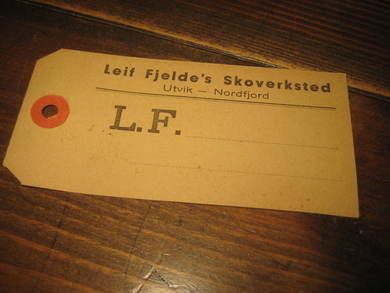 Leif Fjelde's Skoverksted
Utvik — Nordfjord
L.F.